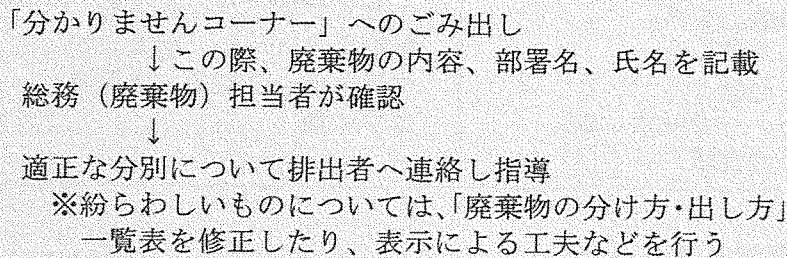 「分かりませんコーナー」へのごみ出し
↓この際、廃棄物の内容、部署名、氏名を記載
総務（廃棄物）担当者が確認
↓
適正な分別について排出者へ連絡し指導
※紛らわしいものについては、「廃棄物の分け方・出し方」
一覧表を修正したり、表示による工夫などを行う